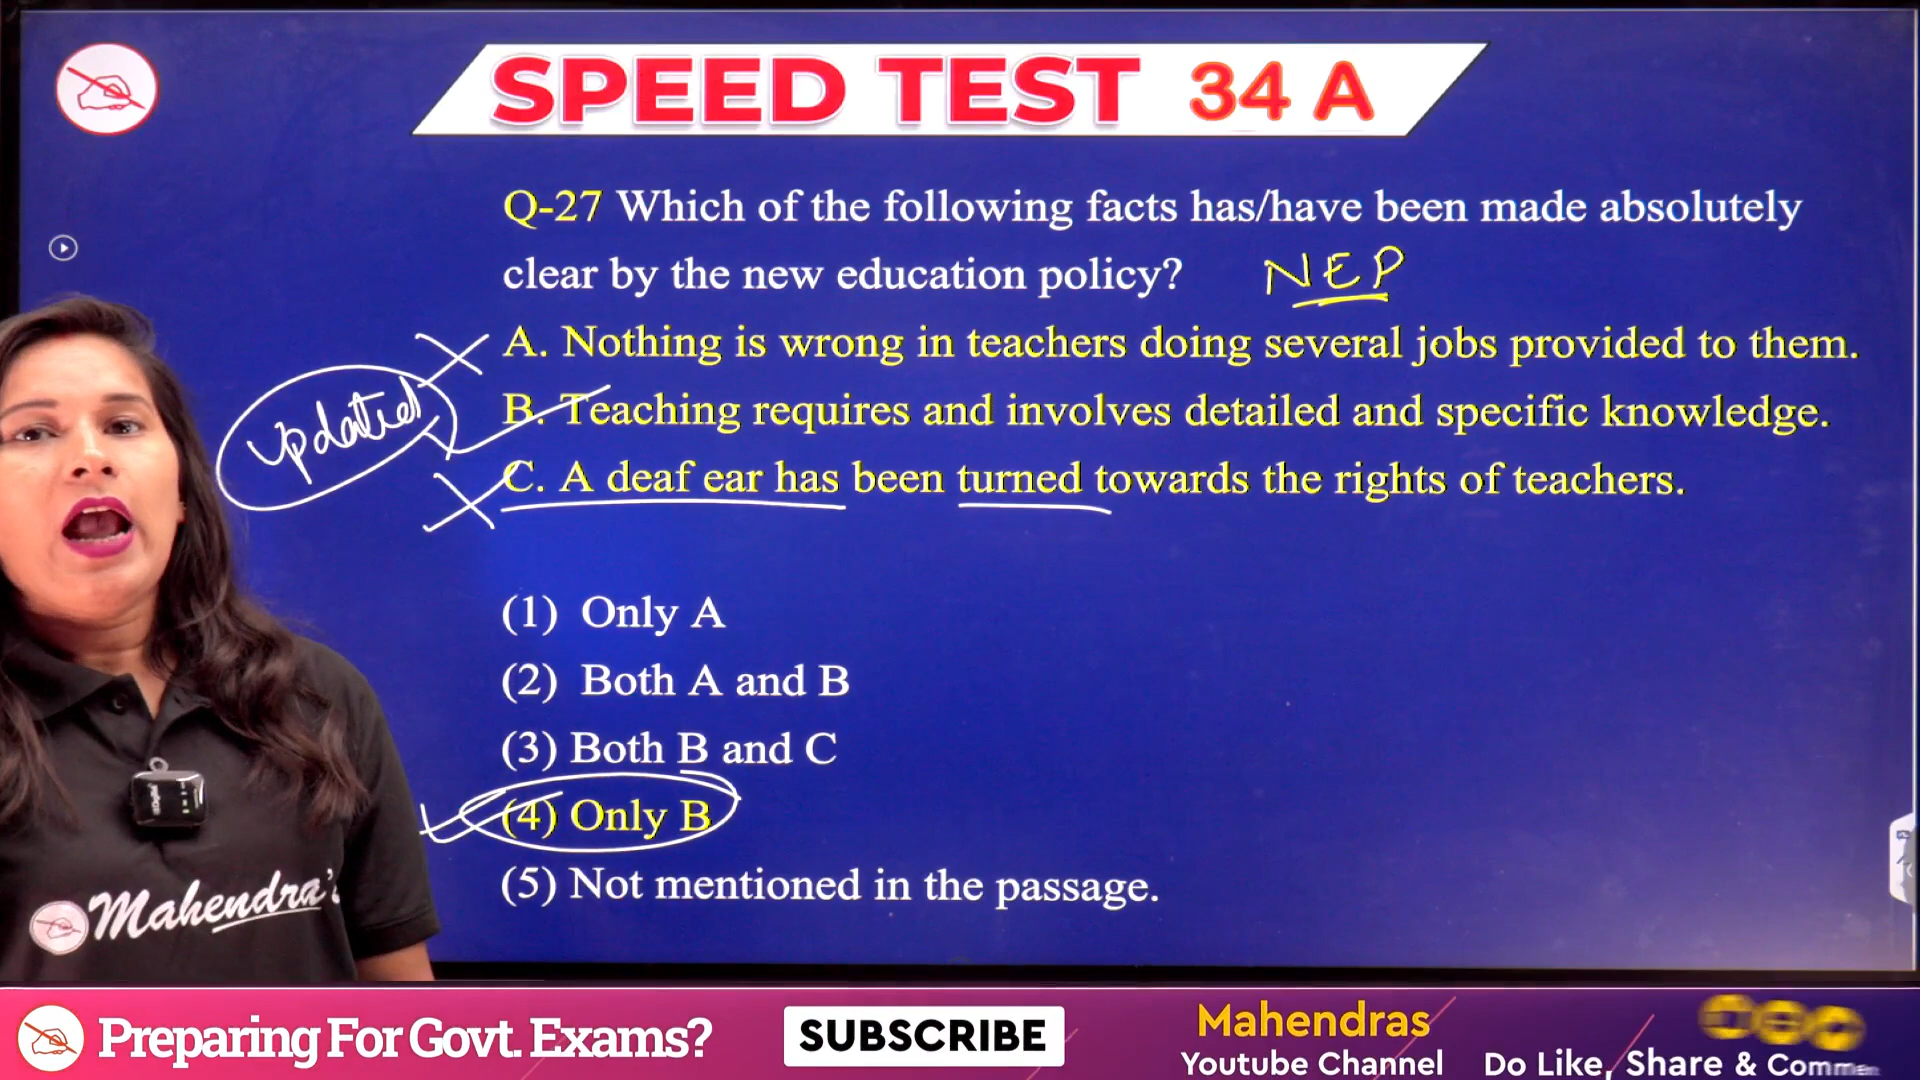 SPEED TEST 34 A
Q-27 Which of the following facts has/have been made absolutely
clear by the new education policy? NEP
A. Nothing is wrong in teachers doing several jobs provided to them.
updated
B. Teaching requires and involves detailed and specific knowledge.
C. A deaf ear has been turned towards the rights of teachers.
(1) Only A
(2) Both A and B
(3) Both B and C
(4) Only B
(5) Not mentioned in the passage.
Mahendra's
Preparing For Govt. Exams?
SUBSCRIBE
Mahendras
Youtube Channel
Do Like, Share & Commen